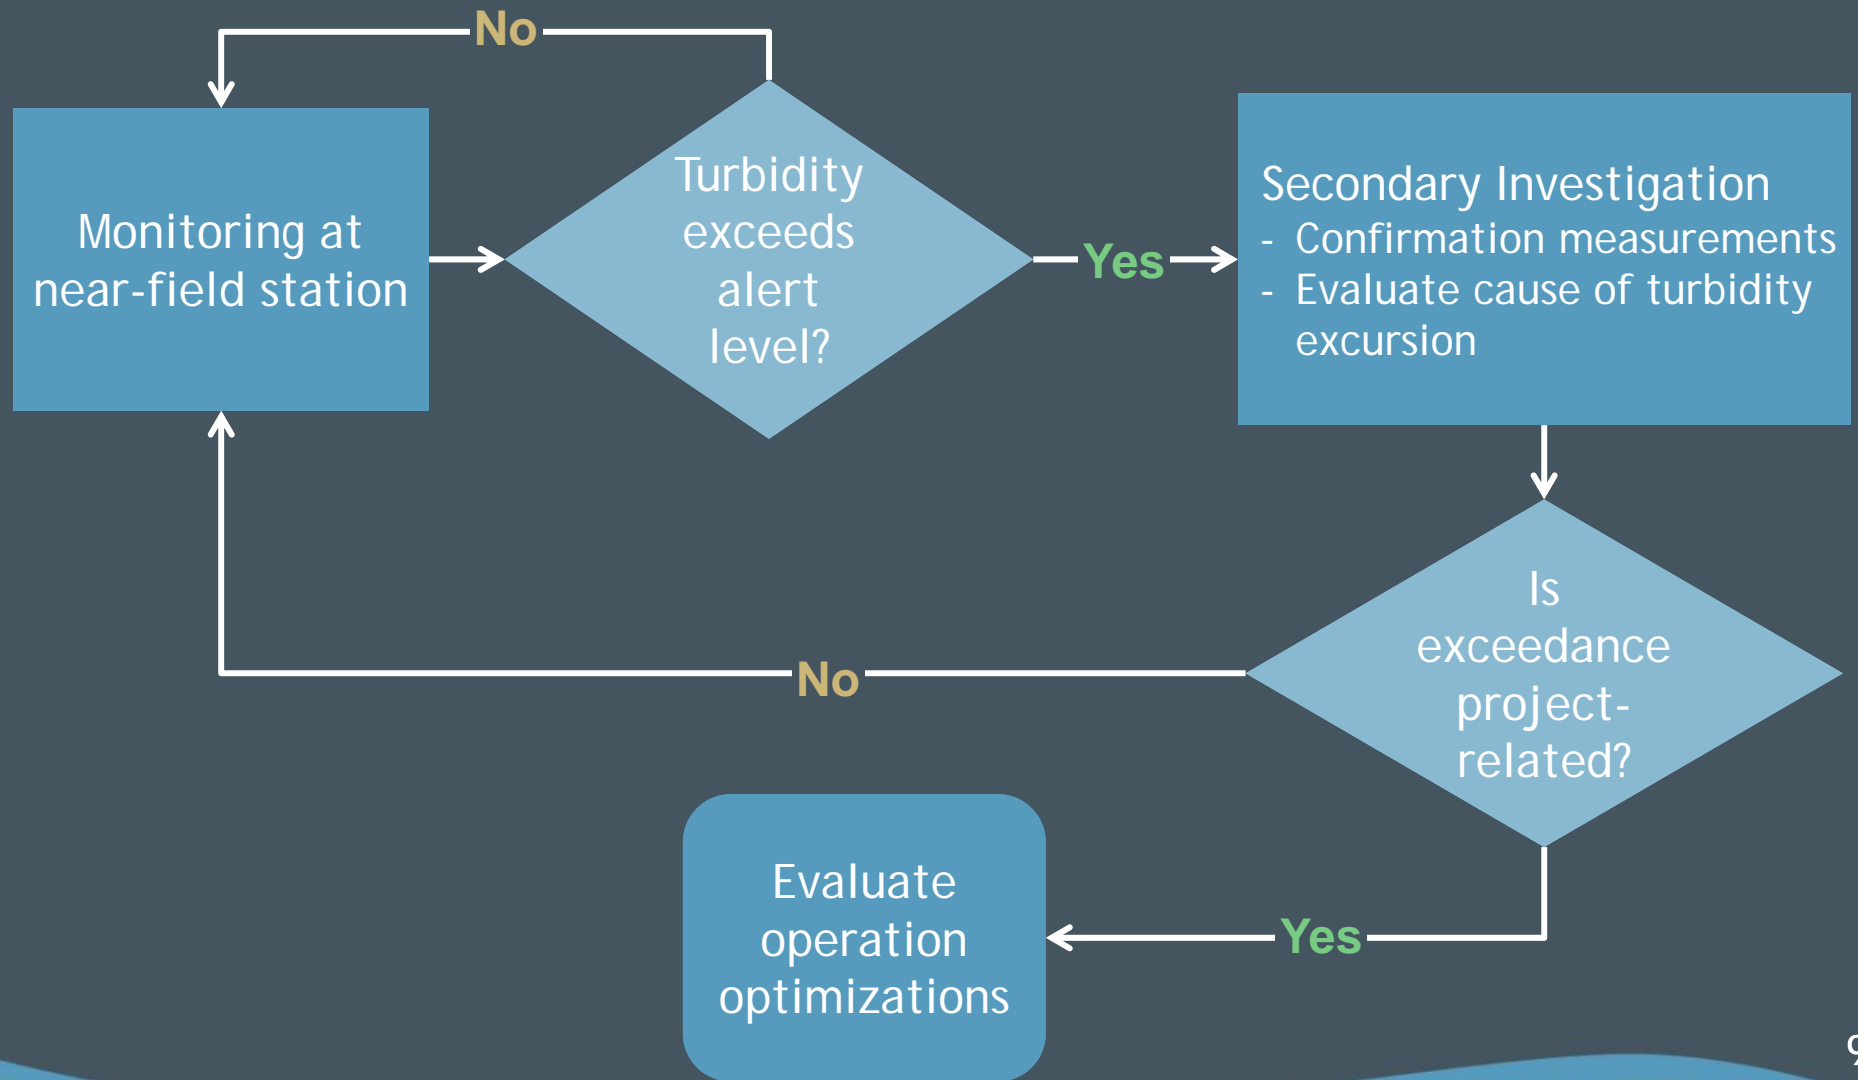 No
Monitoring at
near-field station
Turbidity
exceeds
alert
level?
Yes
Secondary Investigation
- Confirmation measurements
- Evaluate cause of turbidity
excursion
Is
exceedance
project-
related?
No
Evaluate
operation
optimizations
Yes
9